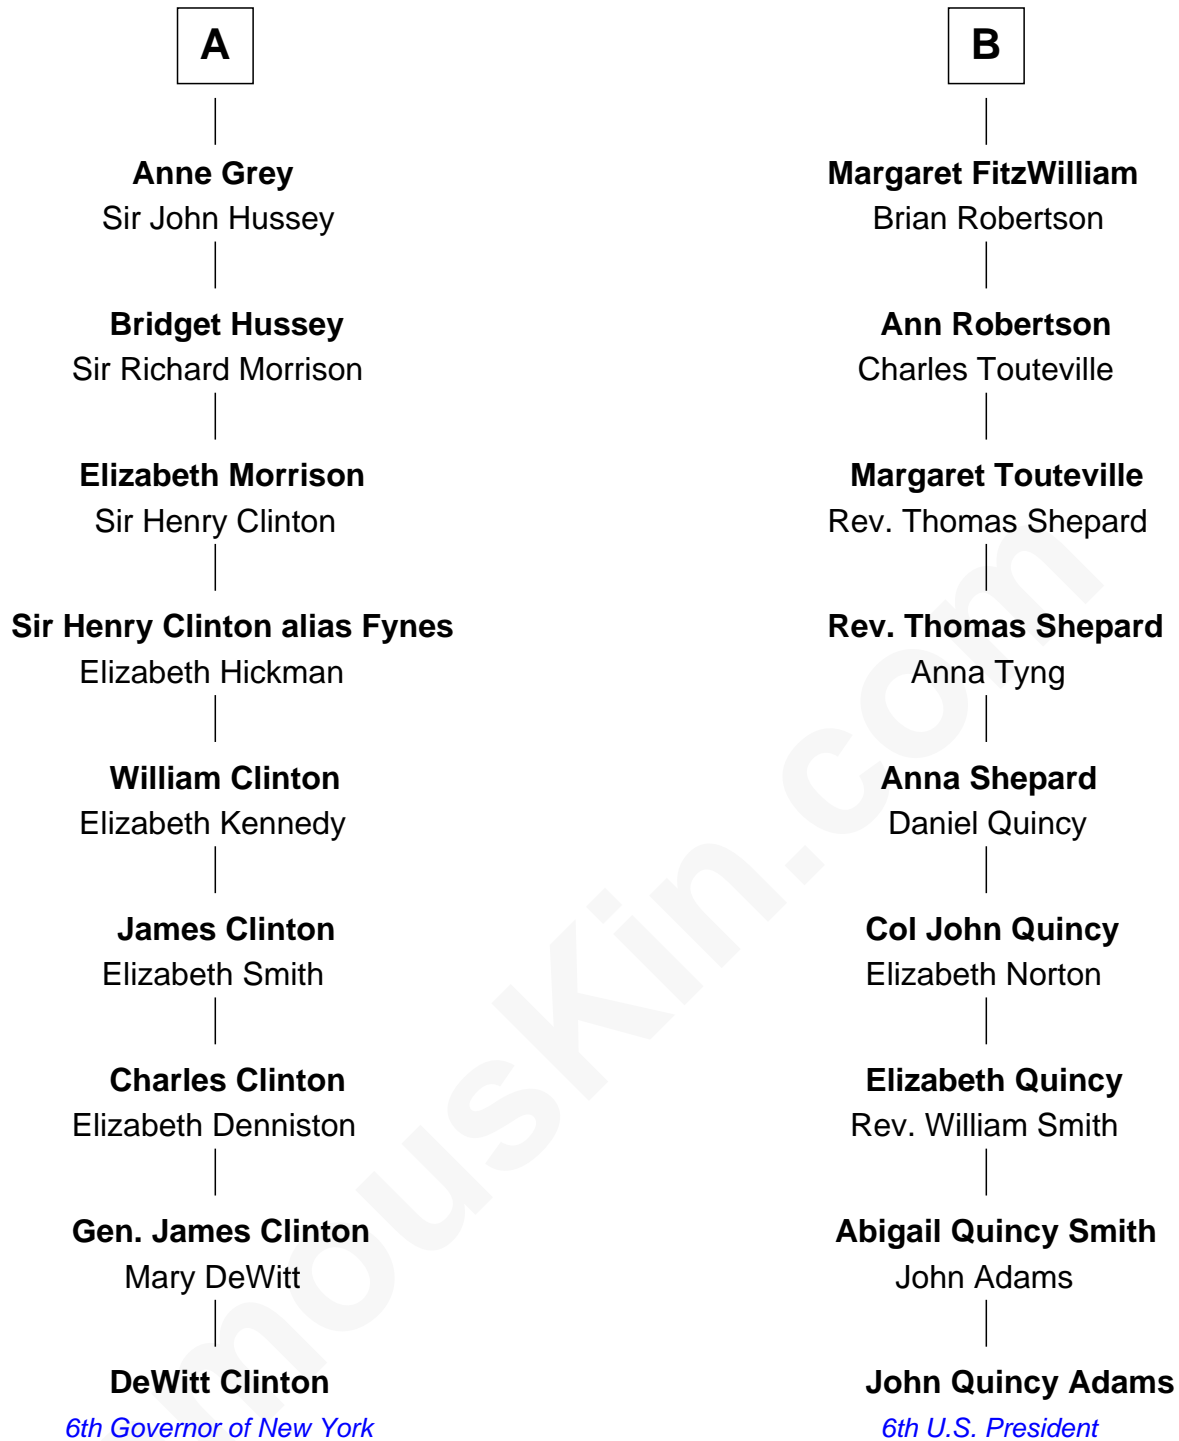 A
Anne Grey
Sir John Hussey
Bridget Hussey
Sir Richard Morrison
Elizabeth Morrison
Sir Henry Clinton
Sir Henry Clinton alias Fynes
Elizabeth Hickman
William Clinton
Elizabeth Kennedy
James Clinton
Elizabeth Smith
Charles Clinton
Elizabeth Denniston
Gen. James Clinton
Mary DeWitt
DeWitt Clinton
6th Governor of New York
B
Margaret FitzWilliam
Brian Robertson
Ann Robertson
Charles Touteville
Margaret Touteville
Rev. Thomas Shepard
Rev. Thomas Shepard
Anna Tyng
Anna Shepard
Daniel Quincy
Col John Quincy
Elizabeth Norton
Elizabeth Quincy
Rev. William Smith
Abigail Quincy Smith
John Adams
John Quincy Adams
6th U.S. President
mousKin.com